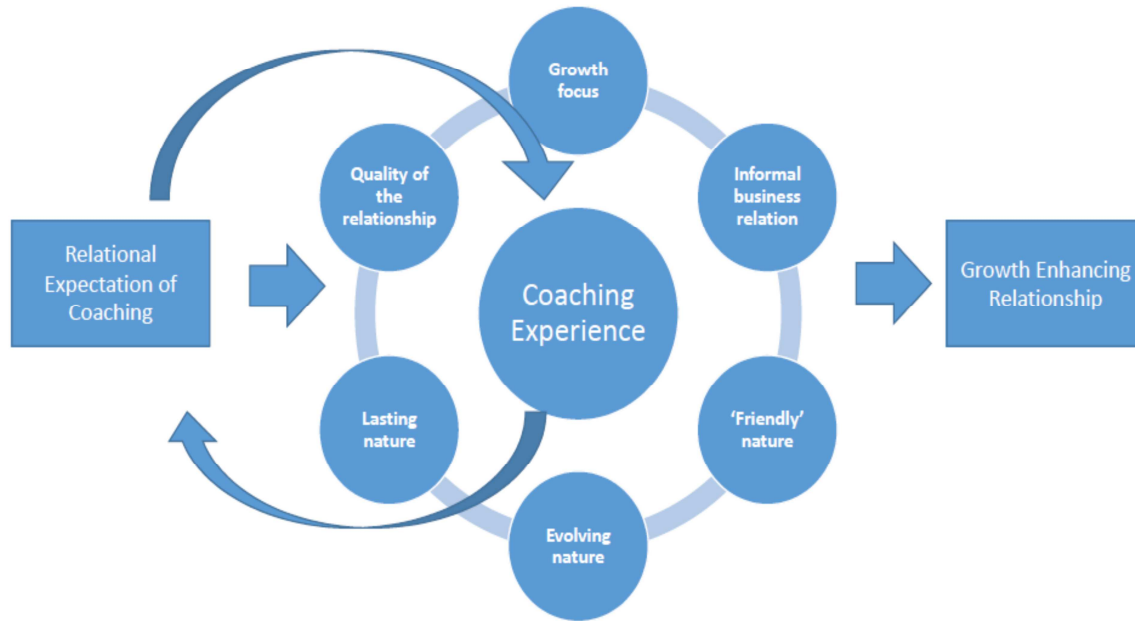 Growth
focus
Quality of
the
relationship
Informal
business
relation
Relational
Expectation of
Coaching
Coaching
Experience
Growth Enhancing
Relationship
Lasting
nature
‘Friendly’
nature
Evolving
nature